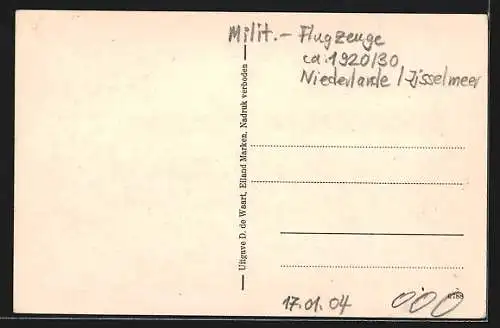 Milit.- Flugzeuge
ca. 1920/30
Niederlande / Ijsselmeer
Uitgave D. de Waart, Eiland Marken, Nadruk verboden
17.01.04